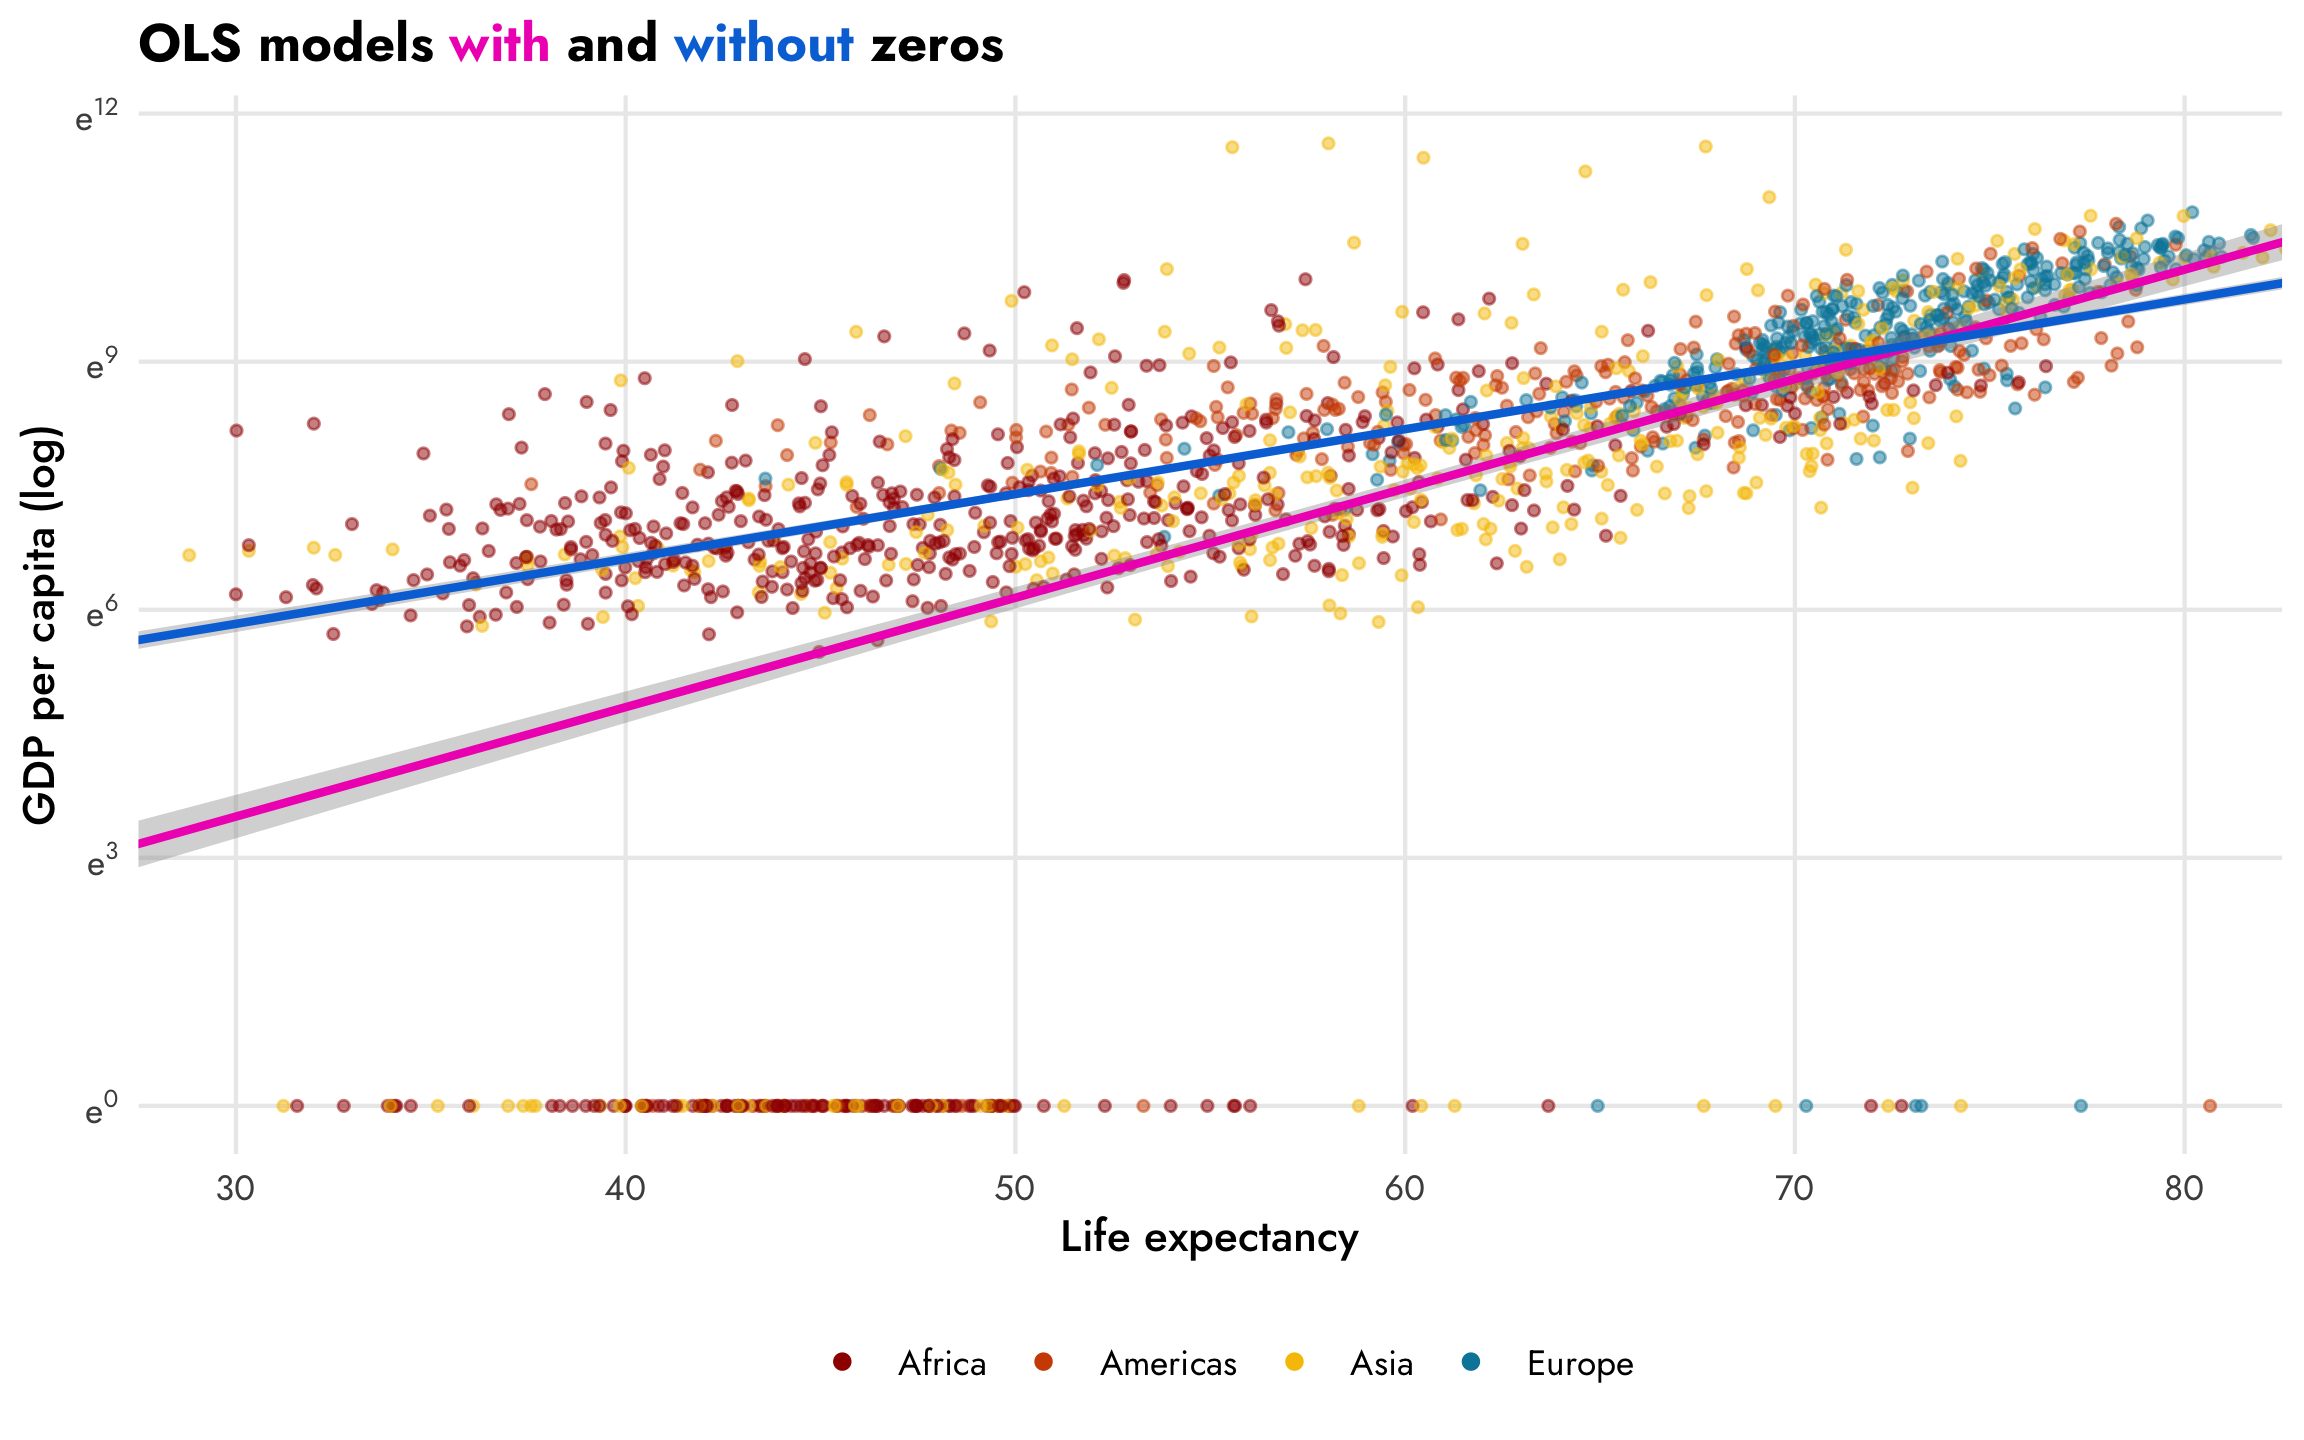 OLS models with and without zeros
GDP per capita (log)
e¹²
e⁹
e⁶
e³
e⁰
30 40 50 60 70 80
Life expectancy
Africa Americas Asia Europe